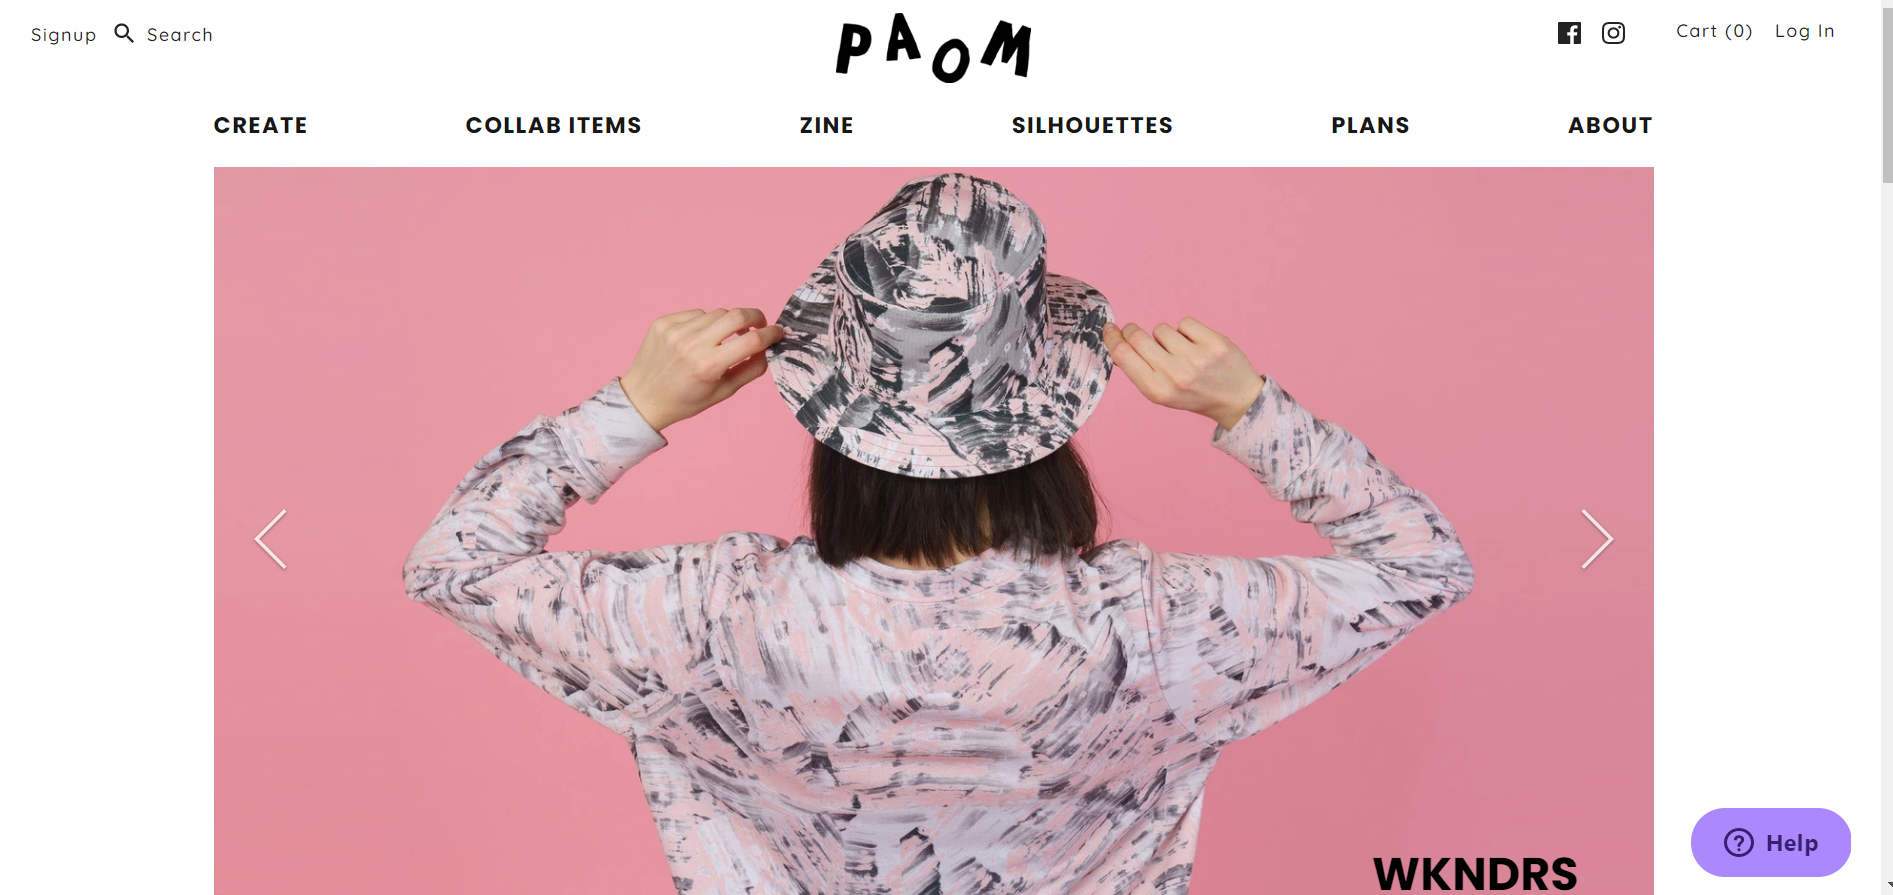 Signup Search
PAOM
Cart (0) Log In
CREATE COLLAB ITEMS ZINE SILHOUETTES PLANS ABOUT
WKNDRS
Help